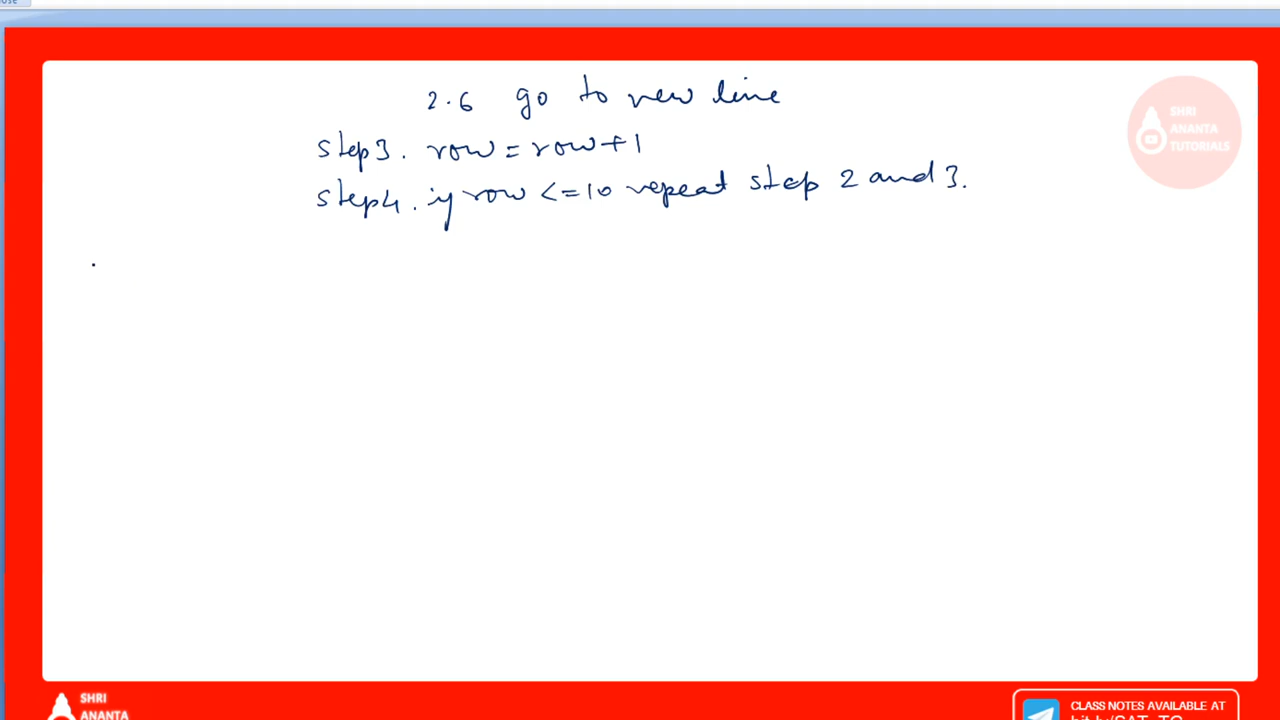 2.6 go to new line
SHRI
ANANTA
TUTORIALS
step3. row = row+1
step4. if row <=10 repeat step 2 and 3.
SHRI
ANANTA
CLASS NOTES AVAILABLE AT